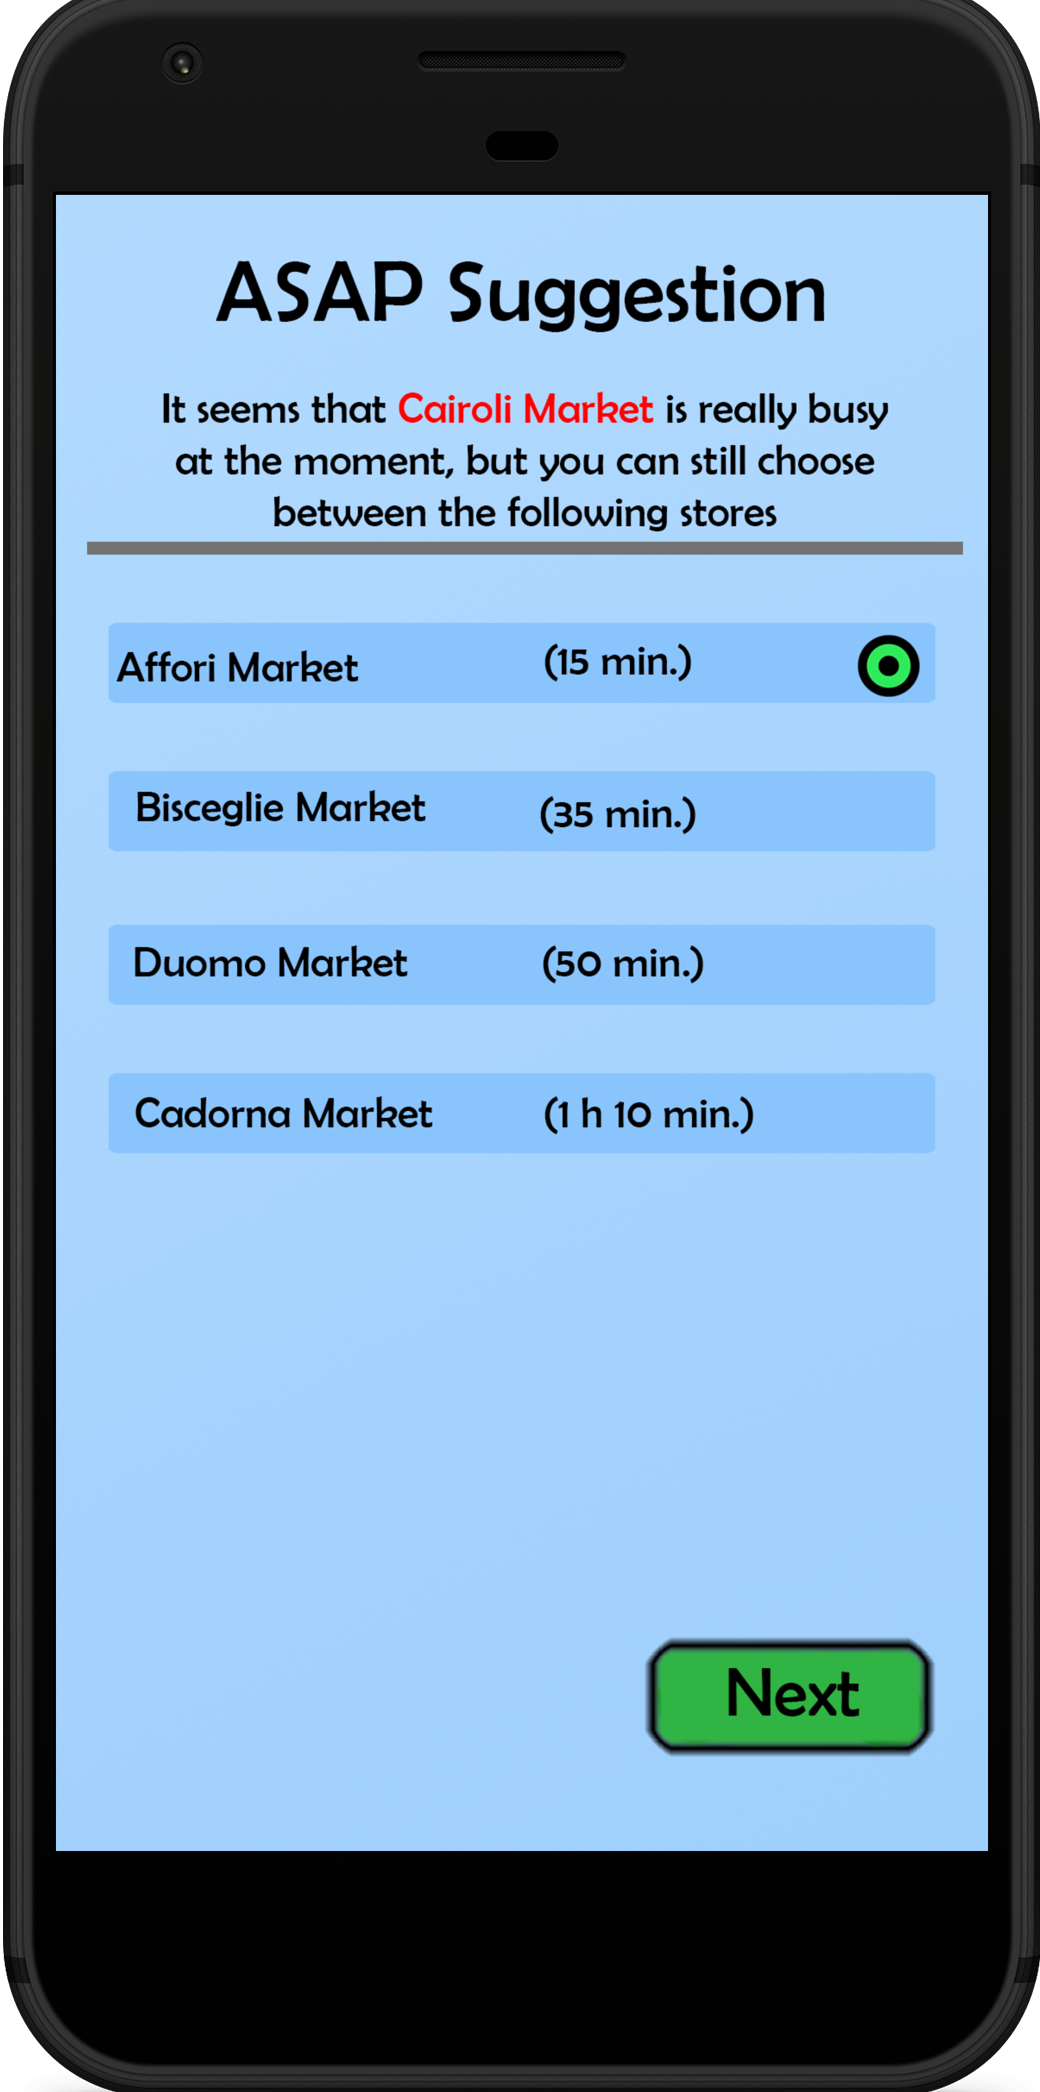 ASAP Suggestion
It seems that Cairoli Market is really busy
at the moment, but you can still choose
between the following stores
Affori Market (15 min.)
Bisceglie Market (35 min.)
Duomo Market (50 min.)
Cadorna Market (1 h 10 min.)
Next